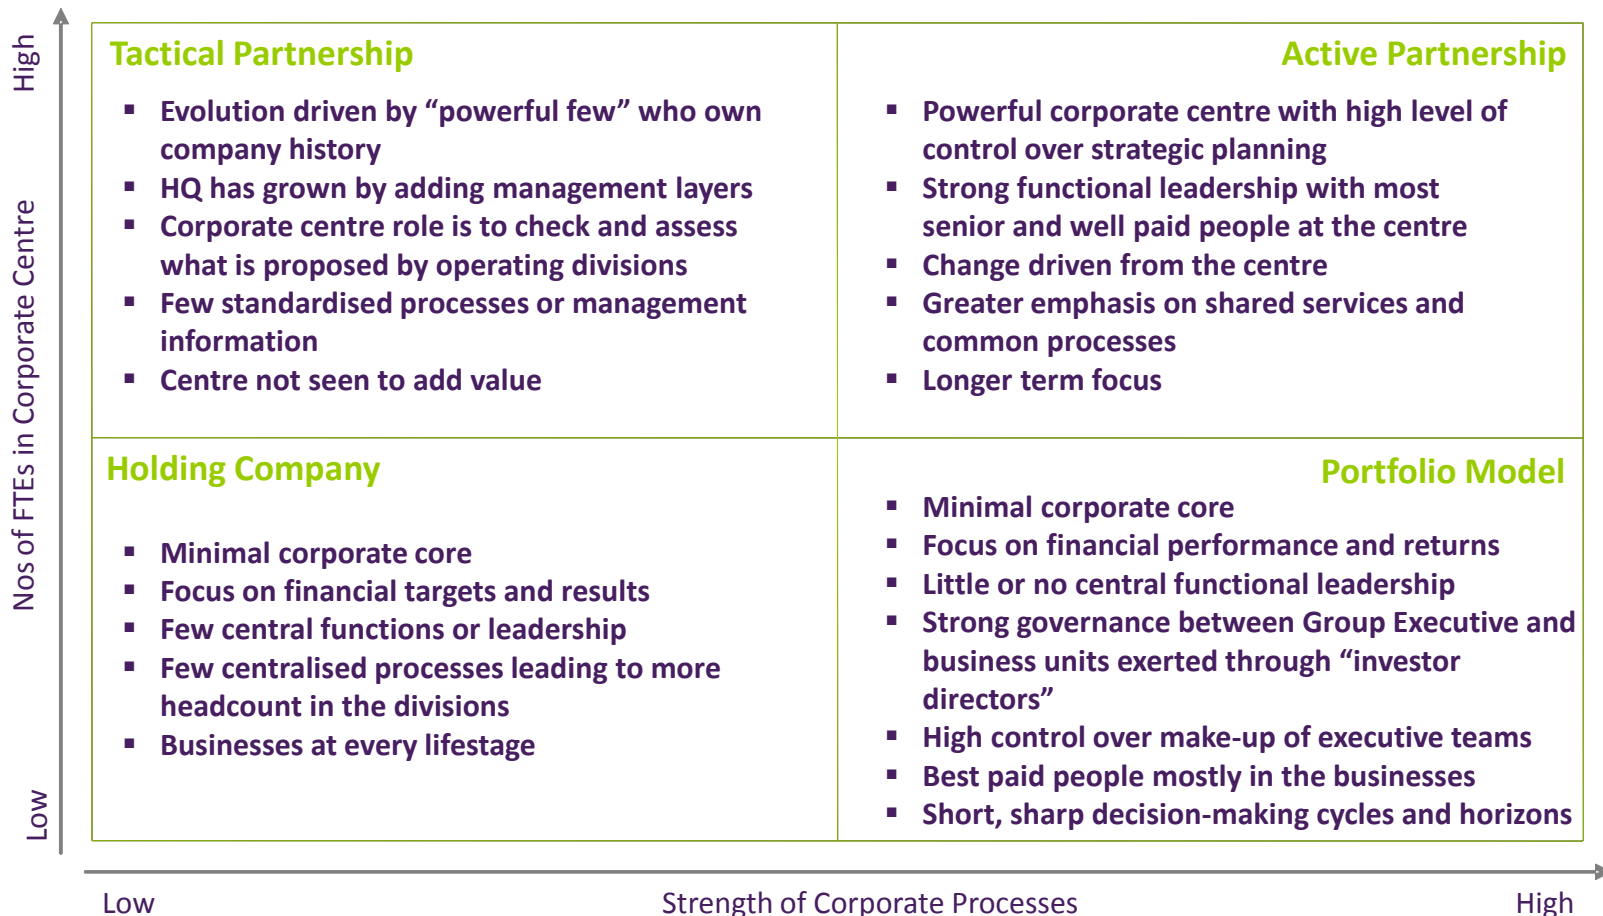 High
Nos of FTEs in Corporate Centre
Low
Tactical Partnership
▪ Evolution driven by “powerful few” who own
company history
▪ HQ has grown by adding management layers
▪ Corporate centre role is to check and assess
what is proposed by operating divisions
▪ Few standardised processes or management
information
▪ Centre not seen to add value
Active Partnership
▪ Powerful corporate centre with high level of
control over strategic planning
▪ Strong functional leadership with most
senior and well paid people at the centre
▪ Change driven from the centre
▪ Greater emphasis on shared services and
common processes
▪ Longer term focus
Holding Company
▪ Minimal corporate core
▪ Focus on financial targets and results
▪ Few central functions or leadership
▪ Few centralised processes leading to more
headcount in the divisions
▪ Businesses at every lifestage
Portfolio Model
▪ Minimal corporate core
▪ Focus on financial performance and returns
▪ Little or no central functional leadership
▪ Strong governance between Group Executive and
business units exerted through “investor
directors”
▪ High control over make-up of executive teams
▪ Best paid people mostly in the businesses
▪ Short, sharp decision-making cycles and horizons
Low
Strength of Corporate Processes
High